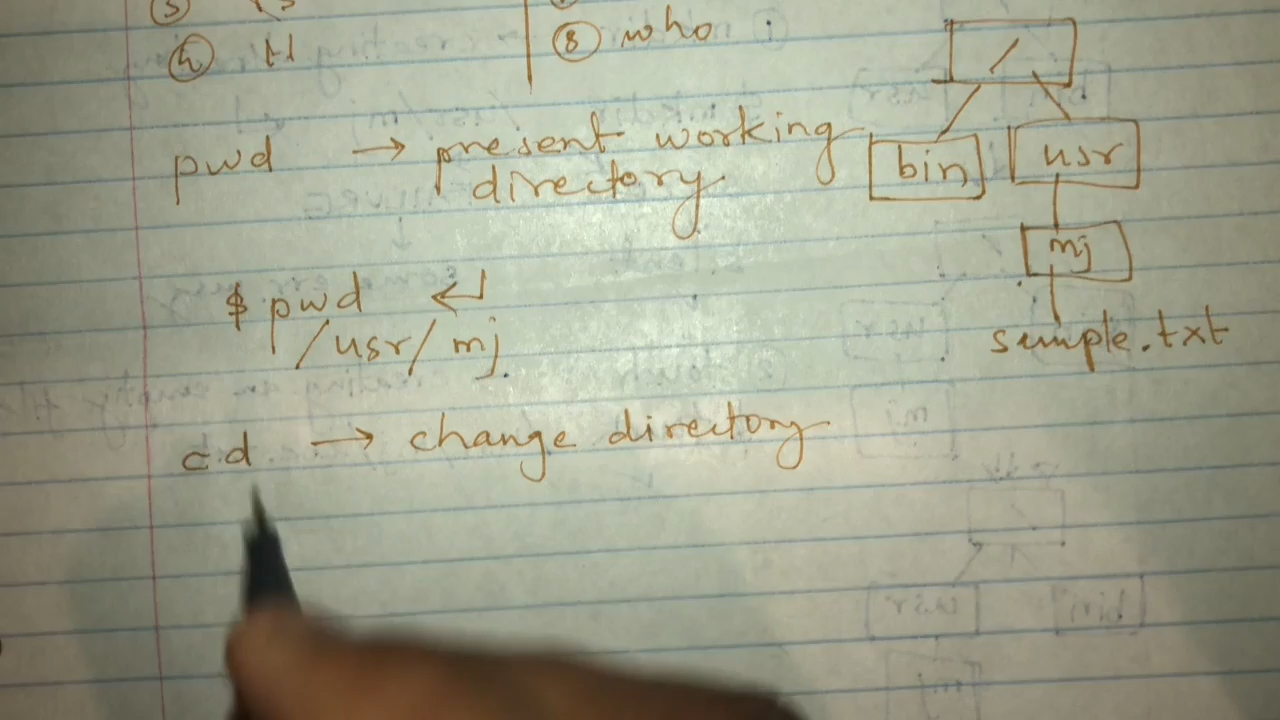 ⑧ who
/
pwd → present working
directory
bin
usr
mj
$ pwd ↵
/usr/mj.
sample.txt
cd → change directory